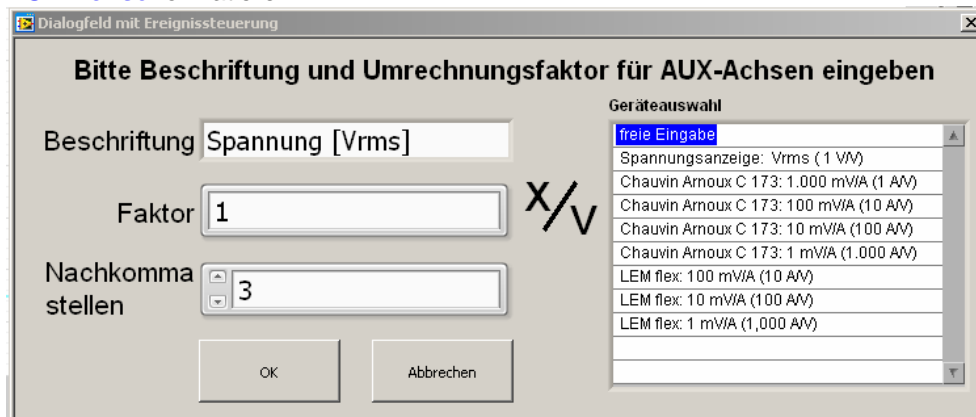 Dialogfeld mit Ereignissteuerung
Bitte Beschriftung und Umrechnungsfaktor für AUX-Achsen eingeben
Geräteauswahl
Beschriftung Spannung [Vrms]
Faktor 1
X/V
Nachkomma
stellen 3
OK Abbrechen
freie Eingabe
Spannungsanzeige: Vrms ( 1 V/V)
Chauvin Arnoux C 173: 1.000 mV/A (1 A/V)
Chauvin Arnoux C 173: 100 mV/A (10 A/V)
Chauvin Arnoux C 173: 10 mV/A (100 A/V)
Chauvin Arnoux C 173: 1 mV/A (1.000 A/V)
LEM flex: 100 mV/A (10 A/V)
LEM flex: 10 mV/A (100 A/V)
LEM flex: 1 mV/A (1,000 A/V)